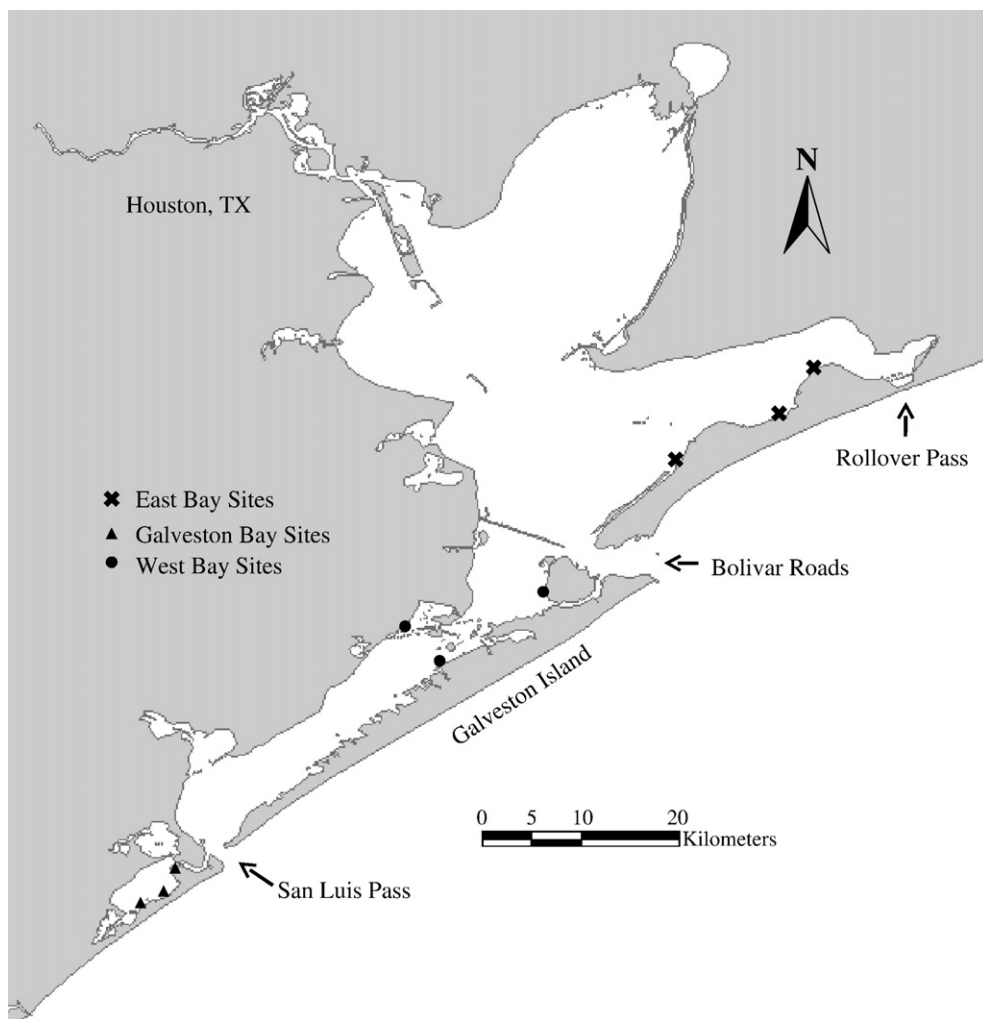 N
Houston, TX
Rollover Pass
East Bay Sites
Galveston Bay Sites
West Bay Sites
Bolivar Roads
Galveston Island
0 5 10 20
Kilometers
San Luis Pass